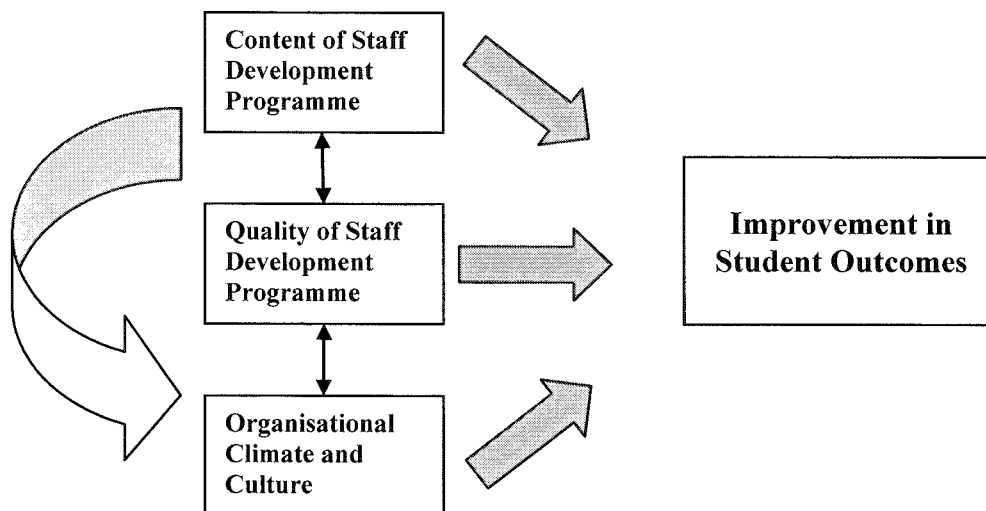 Content of Staff
Development
Programme
Quality of Staff
Development
Programme
Improvement in
Student Outcomes
Organisational
Climate and
Culture